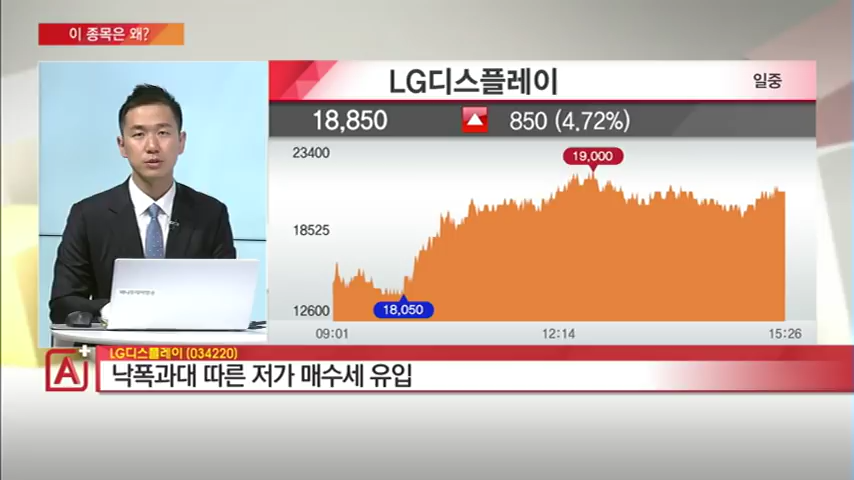 이 종목은 왜?
LG디스플레이
일중
18,850 850 (4.72%)
23400
19,000
18525
18,050
12600
09:01 12:14 15:26
LG디스플레이 (034220)
A+
낙폭과대 따른 저가 매수세 유입